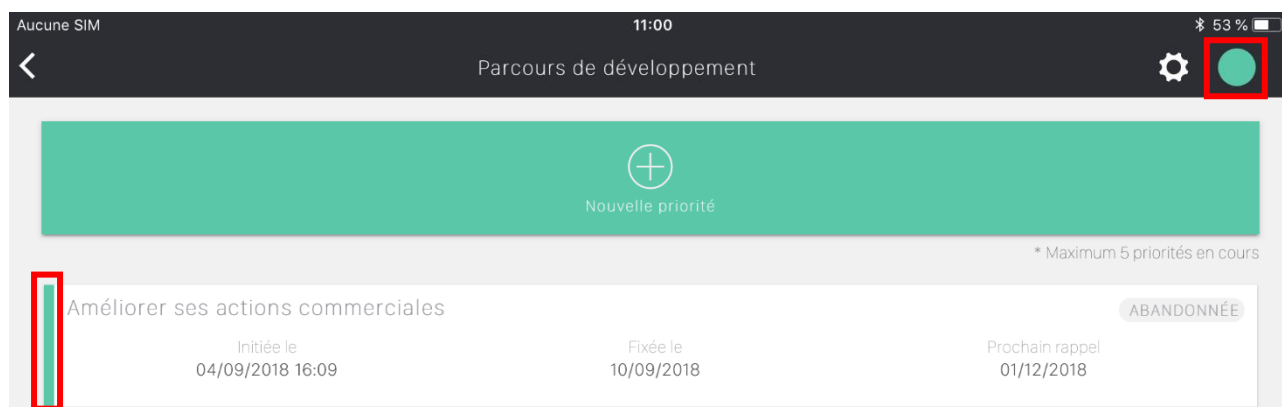 Aucune SIM 11:00 53 %
Parcours de développement
Nouvelle priorité
* Maximum 5 priorités en cours
Améliorer ses actions commerciales ABANDONNÉE
Initiée le Fixée le Prochain rappel
04/09/2018 16:09 10/09/2018 01/12/2018